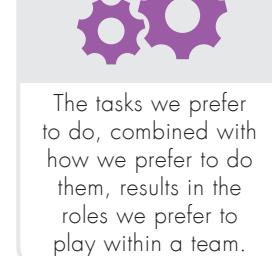 The tasks we prefer
to do, combined with
how we prefer to do
them, results in the
roles we prefer to
play within a team.